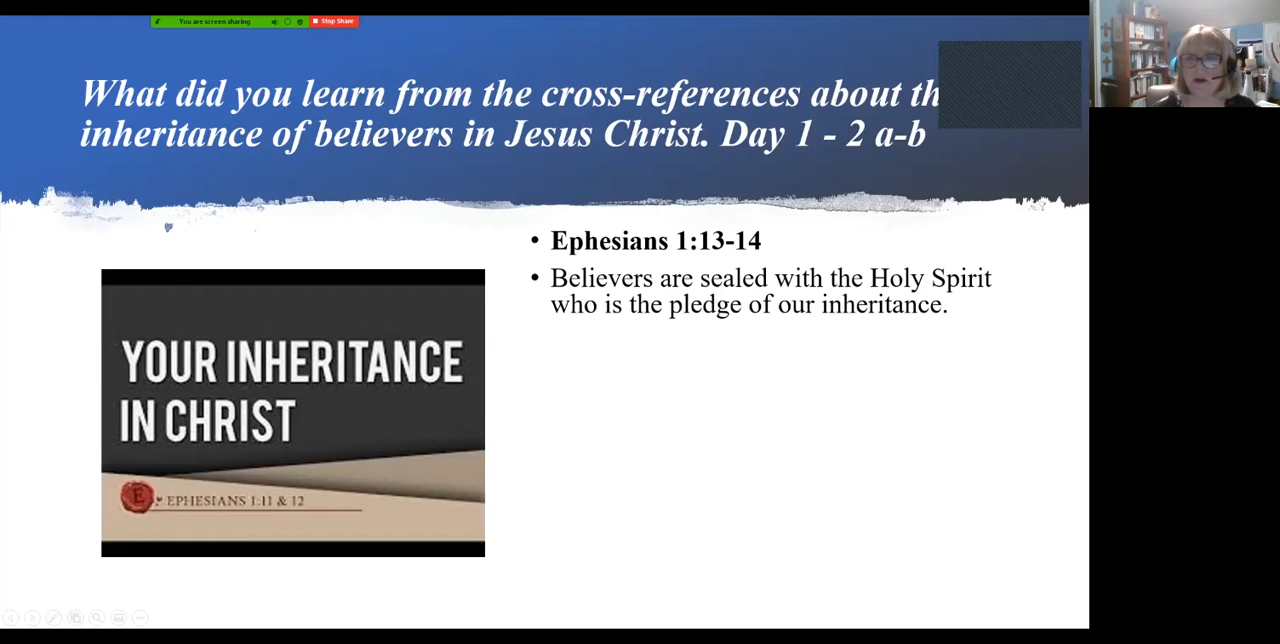 You are screen sharing
Stop Share
What did you learn from the cross-references about th
inheritance of believers in Jesus Christ. Day 1 - 2 a-b
• Ephesians 1:13-14
• Believers are sealed with the Holy Spirit
who is the pledge of our inheritance.
YOUR INHERITANCE
IN CHRIST
E
EPHESIANS 1:11 & 12